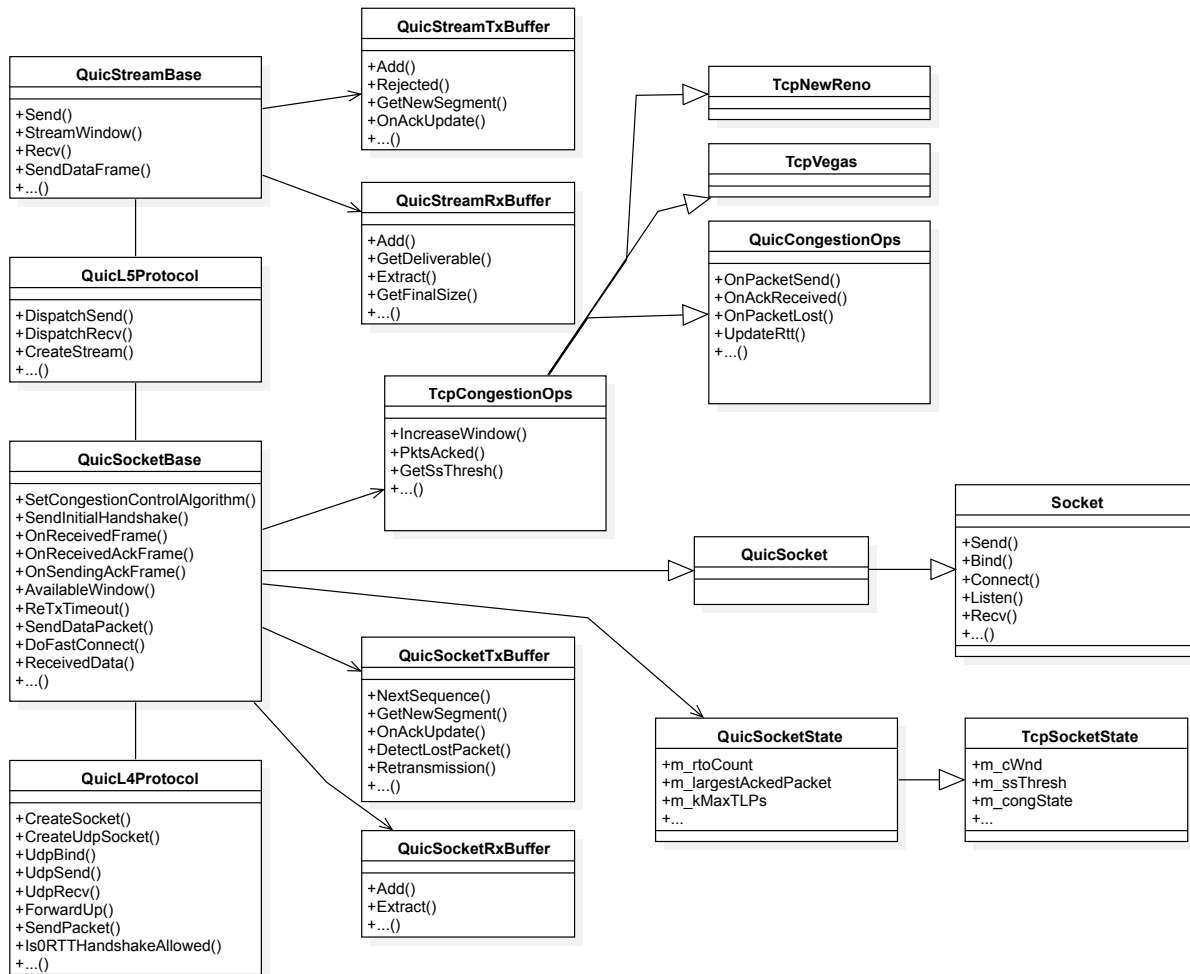 QuicStreamBase
+Send()
+StreamWindow()
+Recv()
+SendDataFrame()
+...()
QuicL5Protocol
+DispatchSend()
+DispatchRecv()
+CreateStream()
+...()
QuicSocketBase
+SetCongestionControlAlgorithm()
+SendInitialHandshake()
+OnReceivedFrame()
+OnReceivedAckFrame()
+OnSendingAckFrame()
+AvailableWindow()
+ReTxTimeout()
+SendDataPacket()
+DoFastConnect()
+ReceivedData()
+...()
QuicL4Protocol
+CreateSocket()
+CreateUdpSocket()
+UdpBind()
+UdpSend()
+UdpRecv()
+ForwardUp()
+SendPacket()
+Is0RTTHandshakeAllowed()
+...()
QuicStreamTxBuffer
+Add()
+Rejected()
+GetNewSegment()
+OnAckUpdate()
+...()
QuicStreamRxBuffer
+Add()
+GetDeliverable()
+Extract()
+GetFinalSize()
+...()
TcpCongestionOps
+IncreaseWindow()
+PktsAcked()
+GetSsThresh()
+...()
QuicSocketTxBuffer
+NextSequence()
+GetNewSegment()
+OnAckUpdate()
+DetectLostPacket()
+Retransmission()
+...()
QuicSocketRxBuffer
+Add()
+Extract()
+...()
TcpNewReno
TcpVegas
QuicCongestionOps
+OnPacketSend()
+OnAckReceived()
+OnPacketLost()
+UpdateRtt()
+...()
QuicSocket
Socket
+Send()
+Bind()
+Connect()
+Listen()
+Recv()
+...()
QuicSocketState
+m_rtoCount
+m_largestAckedPacket
+m_kMaxTLPs
+...
TcpSocketState
+m_cWnd
+m_ssThresh
+m_congState
+...